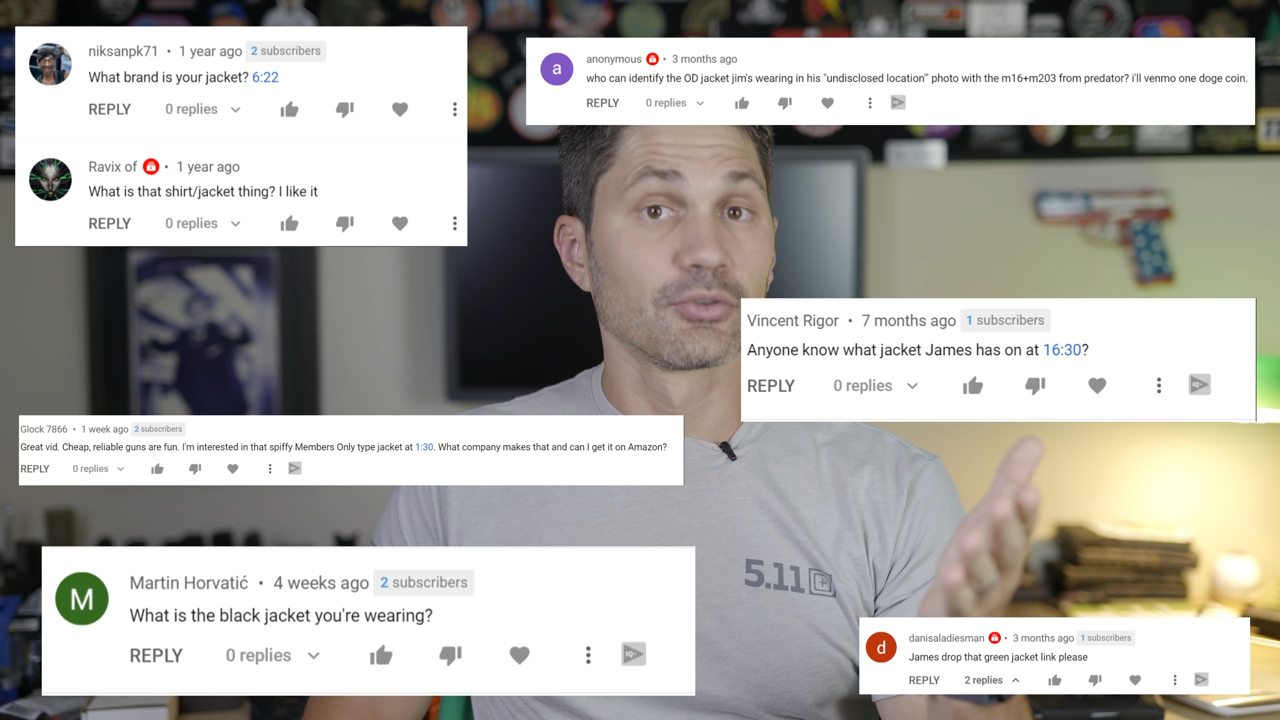 niksanpk71 • 1 year ago 2 subscribers
What brand is your jacket? 6:22
REPLY 0 replies
Ravix of • 1 year ago
What is that shirt/jacket thing? I like it
REPLY 0 replies
a
anonymous • 3 months ago
who can identify the OD jacket jim's wearing in his "undisclosed location" photo with the m16+m203 from predator? i'll venmo one doge coin.
REPLY 0 replies
Vincent Rigor • 7 months ago 1 subscribers
Anyone know what jacket James has on at 16:30?
REPLY 0 replies
Glock 7866 • 1 week ago 2 subscribers
Great vid. Cheap, reliable guns are fun. I'm interested in that spiffy Members Only type jacket at 1:30. What company makes that and can I get it on Amazon?
REPLY 0 replies
5.11
M
Martin Horvatić • 4 weeks ago 2 subscribers
What is the black jacket you're wearing?
REPLY 0 replies
d
danisaladiesman • 3 months ago 1 subscribers
James drop that green jacket link please
REPLY 2 replies